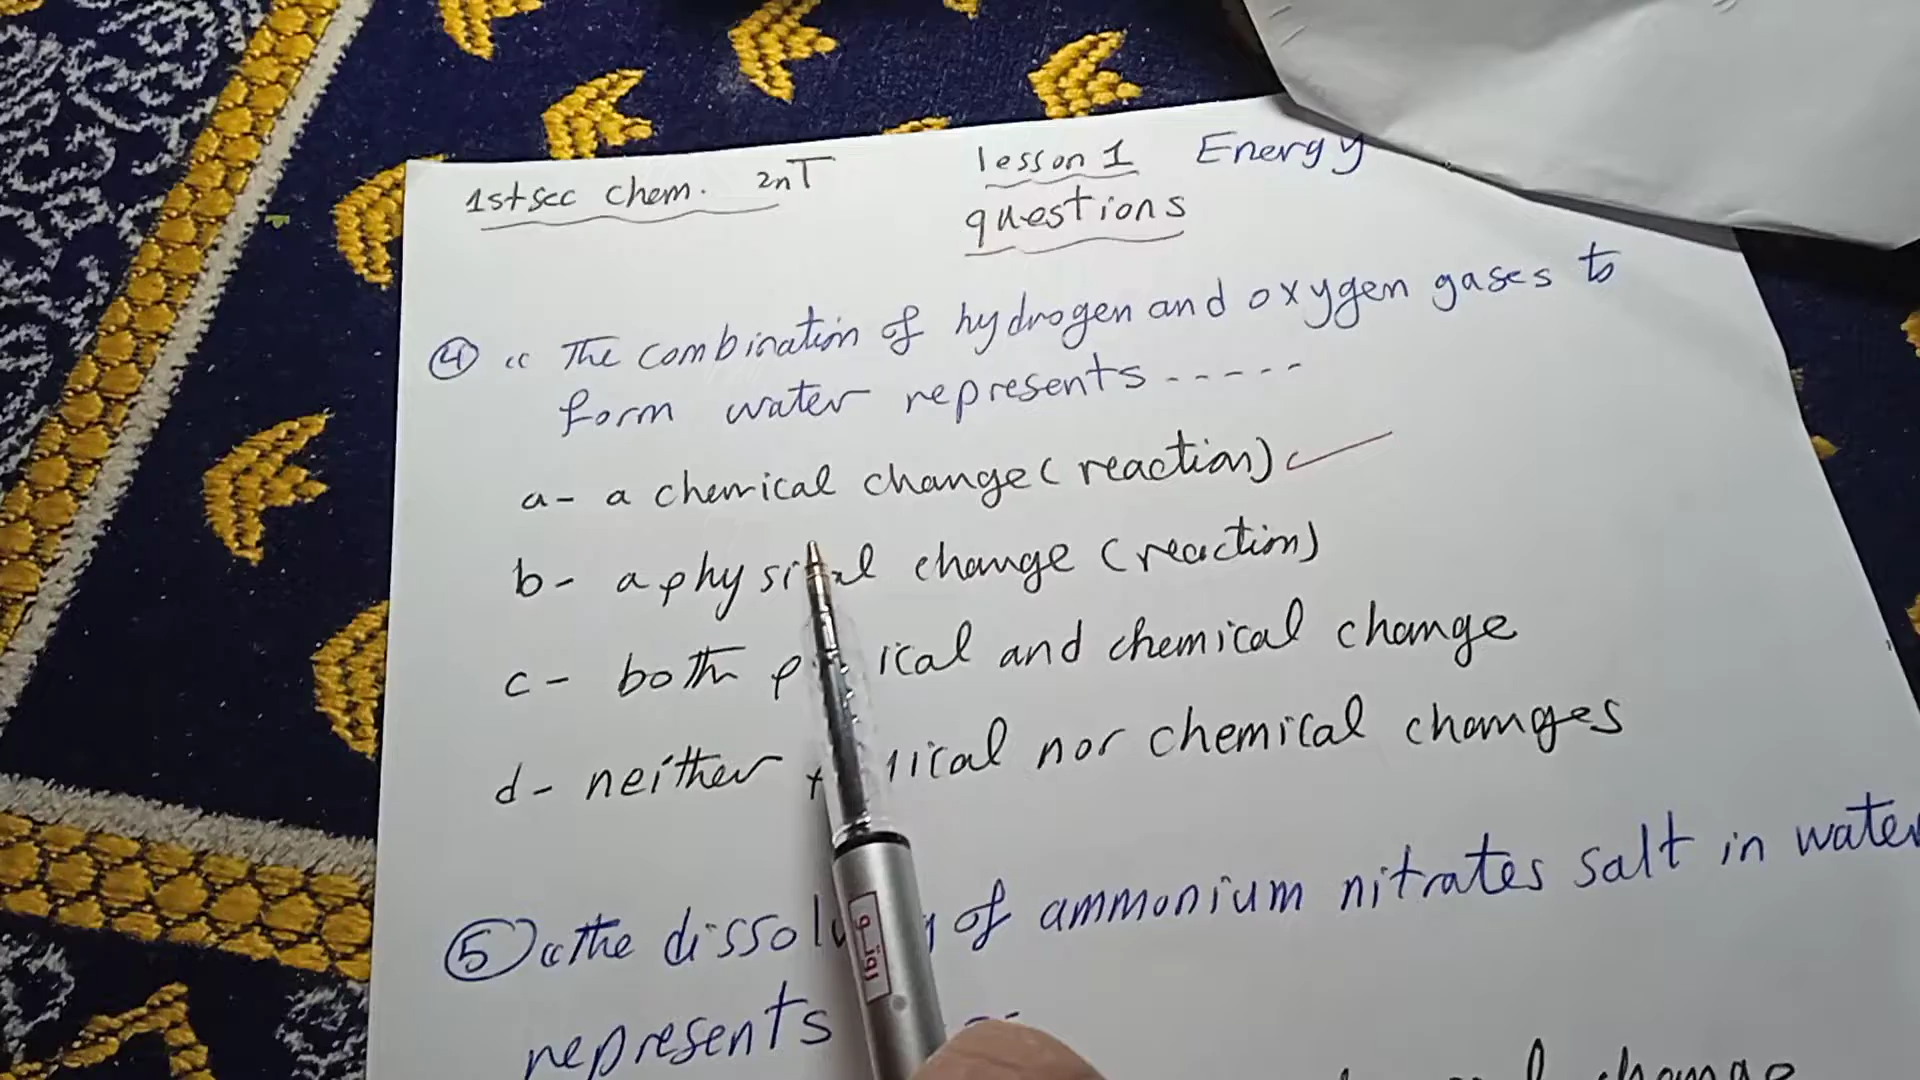 1st sec chem. 2nT
lesson 1 Energy
questions
④ “ The combination of hydrogen and oxygen gases to
form water represents -----
a- a chemical change (reaction) ✓
b- a physical change (reaction)
c- both ical and chemical change
d- neither ical nor chemical changes
⑤ “ the dissol of ammonium nitrates salt in water
represents --
change
روتو